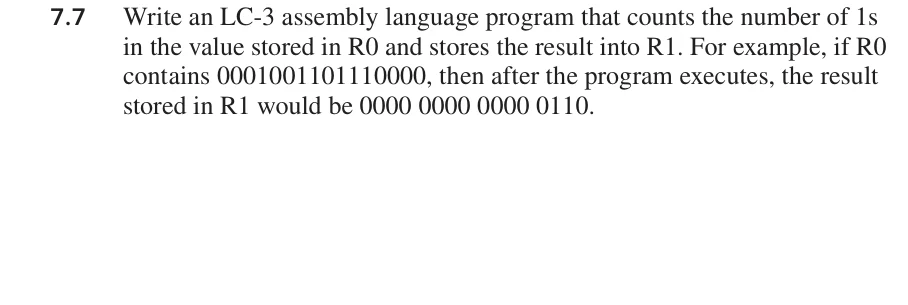 7.7 Write an LC-3 assembly language program that counts the number of 1s
in the value stored in R0 and stores the result into R1. For example, if R0
contains 0001001101110000, then after the program executes, the result
stored in R1 would be 0000 0000 0000 0110.